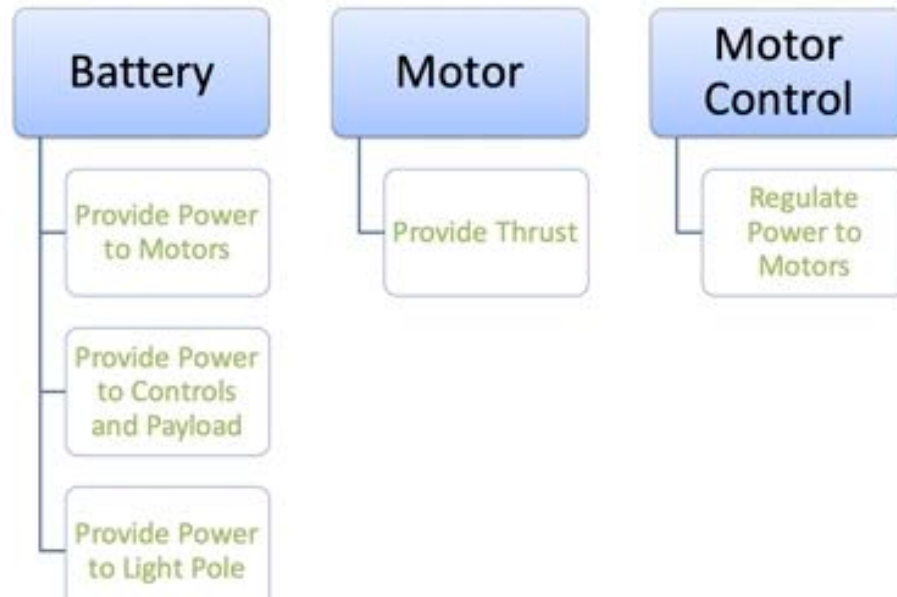 Battery
Provide Power
to Motors
Provide Power
to Controls
and Payload
Provide Power
to Light Pole
Motor
Provide Thrust
Motor
Control
Regulate
Power to
Motors